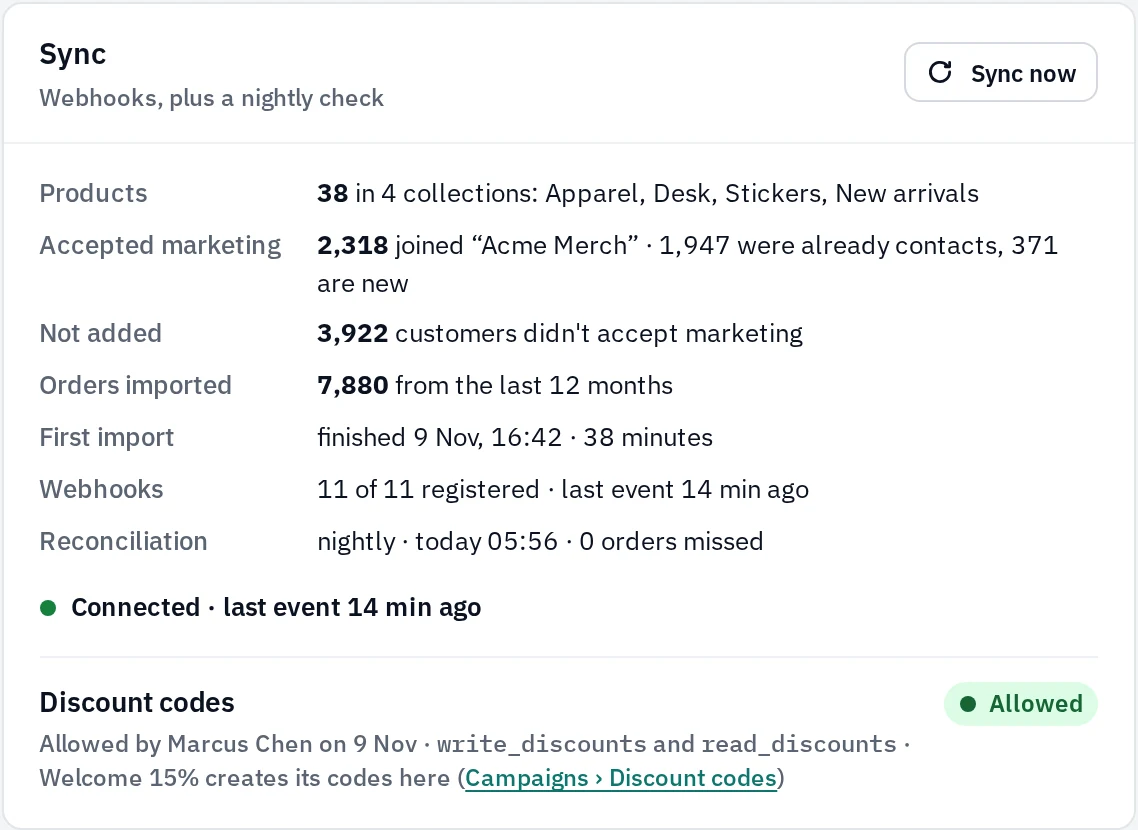 Sync
Webhooks, plus a nightly check
Sync now
Products 38 in 4 collections: Apparel, Desk, Stickers, New arrivals
Accepted marketing 2,318 joined “Acme Merch” · 1,947 were already contacts, 371
are new
Not added 3,922 customers didn't accept marketing
Orders imported 7,880 from the last 12 months
First import finished 9 Nov, 16:42 · 38 minutes
Webhooks 11 of 11 registered · last event 14 min ago
Reconciliation nightly · today 05:56 · 0 orders missed
Connected · last event 14 min ago
Discount codes
Allowed
Allowed by Marcus Chen on 9 Nov · write_discounts and read_discounts ·
Welcome 15% creates its codes here (Campaigns › Discount codes)